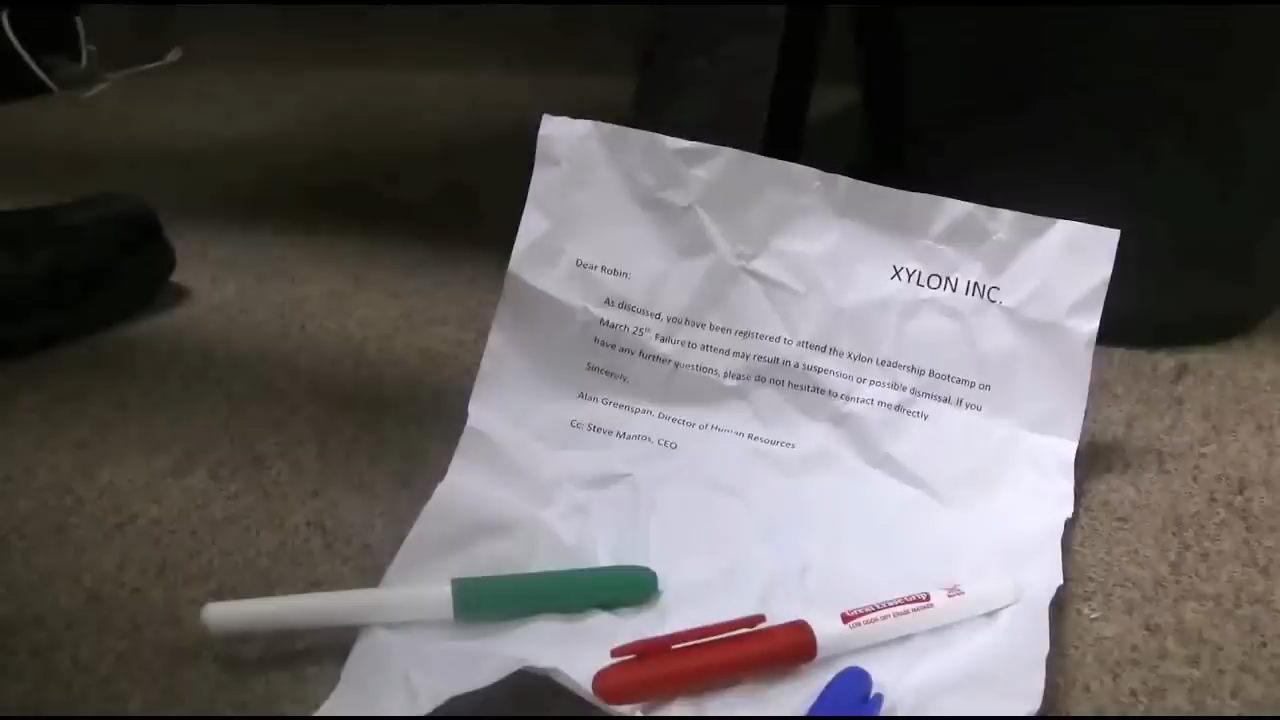 XYLON INC.
Dear Robin:
As discussed, you have been registered to attend the Xylon Leadership Bootcamp on
March 25th. Failure to attend may result in a suspension or possible dismissal. If you
have any further questions, please do not hesitate to contact me directly
Sincerely,
Alan Greenspan, Director of Human Resources
Cc: Steve Mantos, CEO
Great Erase Grip
LOW ODOR DRY ERASE MARKER